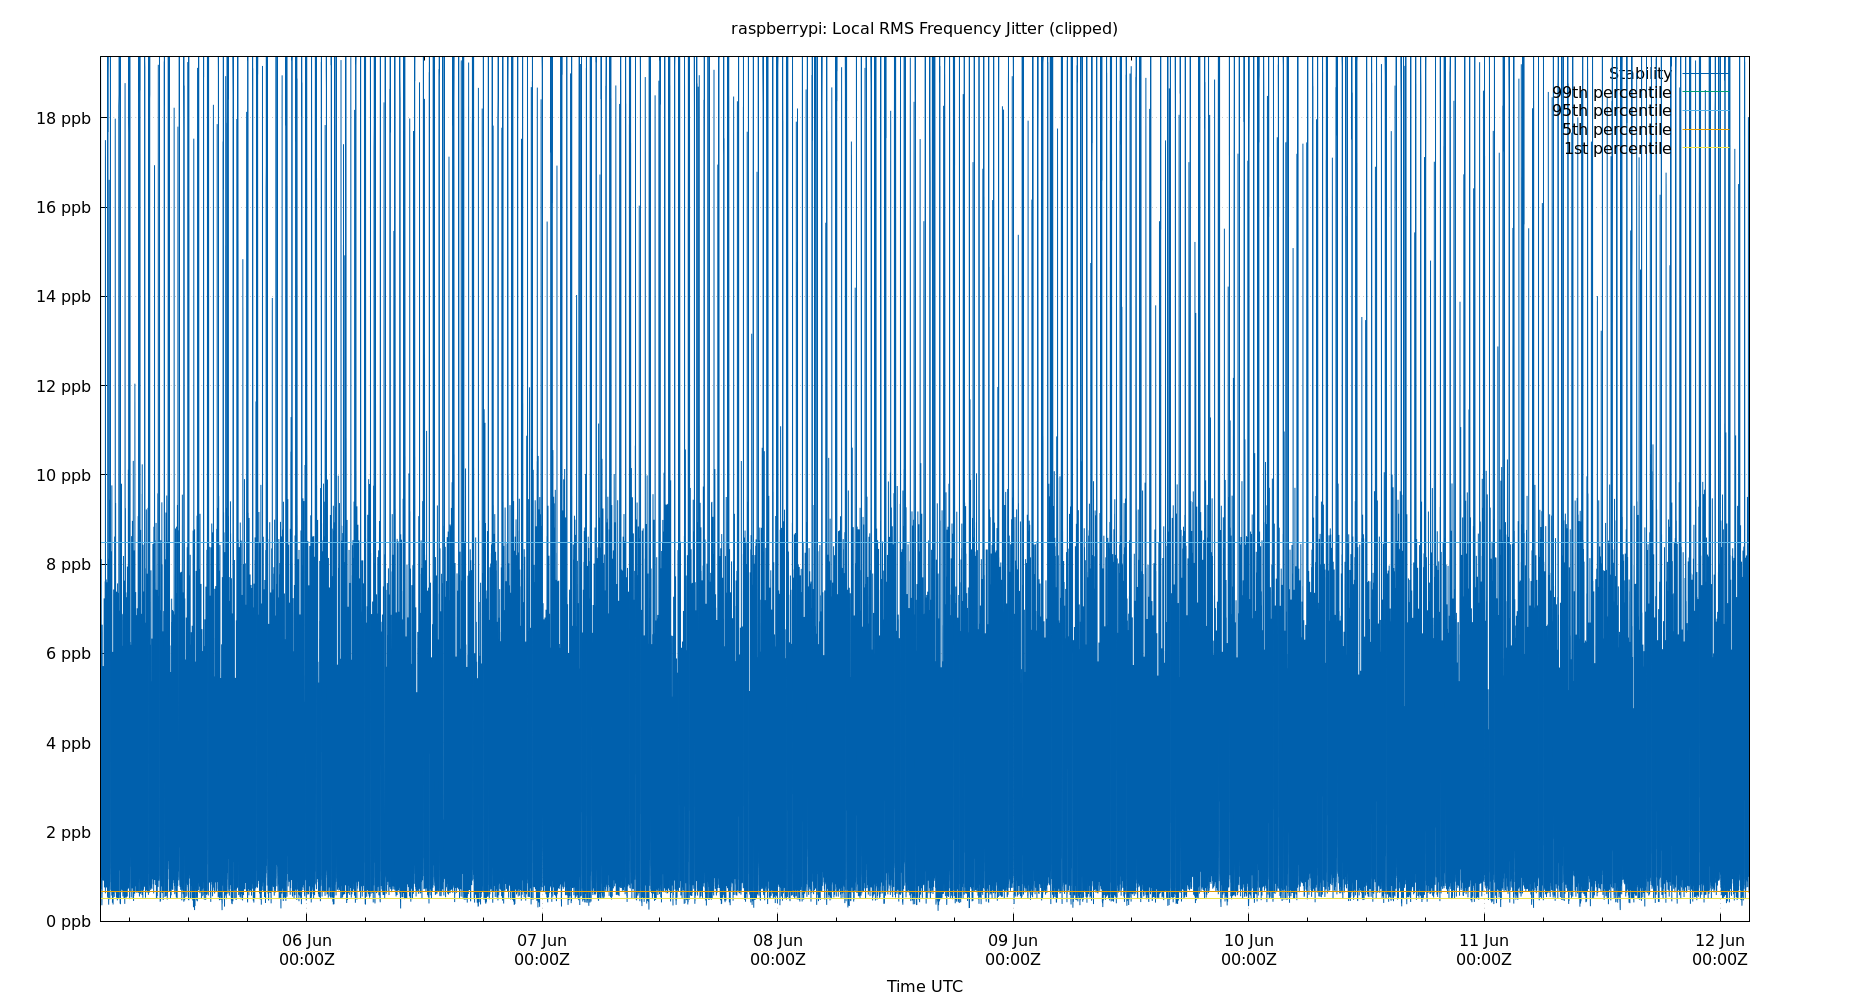 raspberrypi: Local RMS Frequency Jitter (clipped)
Stability
99th percentile
95th percentile
5th percentile
1st percentile
18 ppb
16 ppb
14 ppb
12 ppb
10 ppb
8 ppb
6 ppb
4 ppb
2 ppb
0 ppb
06 Jun 07 Jun 08 Jun 09 Jun 10 Jun 11 Jun 12 Jun
00:00Z 00:00Z 00:00Z 00:00Z 00:00Z 00:00Z 00:00Z
Time UTC